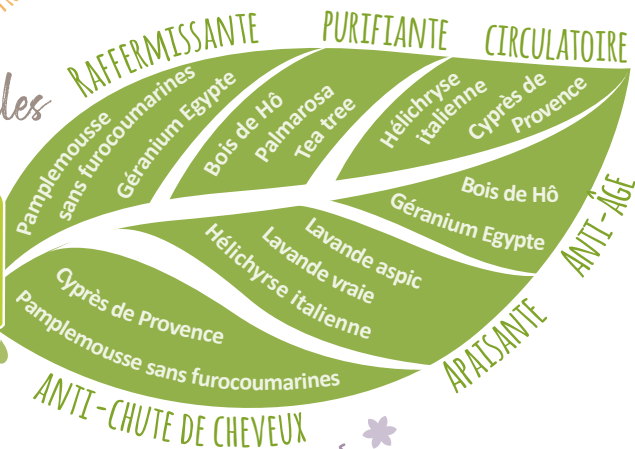 les
RAFFERMISSANTE
Pamplemousse
sans furocoumarines
Géranium Egypte
PURIFIANTE
Bois de Hô
Palmarosa
Tea tree
CIRCULATOIRE
Hélichryse
italienne
Cyprès de
Provence
ANTI-ÂGE
Bois de Hô
Géranium Egypte
APAISANTE
Lavande aspic
Lavande vraie
Hélichyrse italienne
ANTI-CHUTE DE CHEVEUX
Cyprès de Provence
Pamplemousse sans furocoumarines